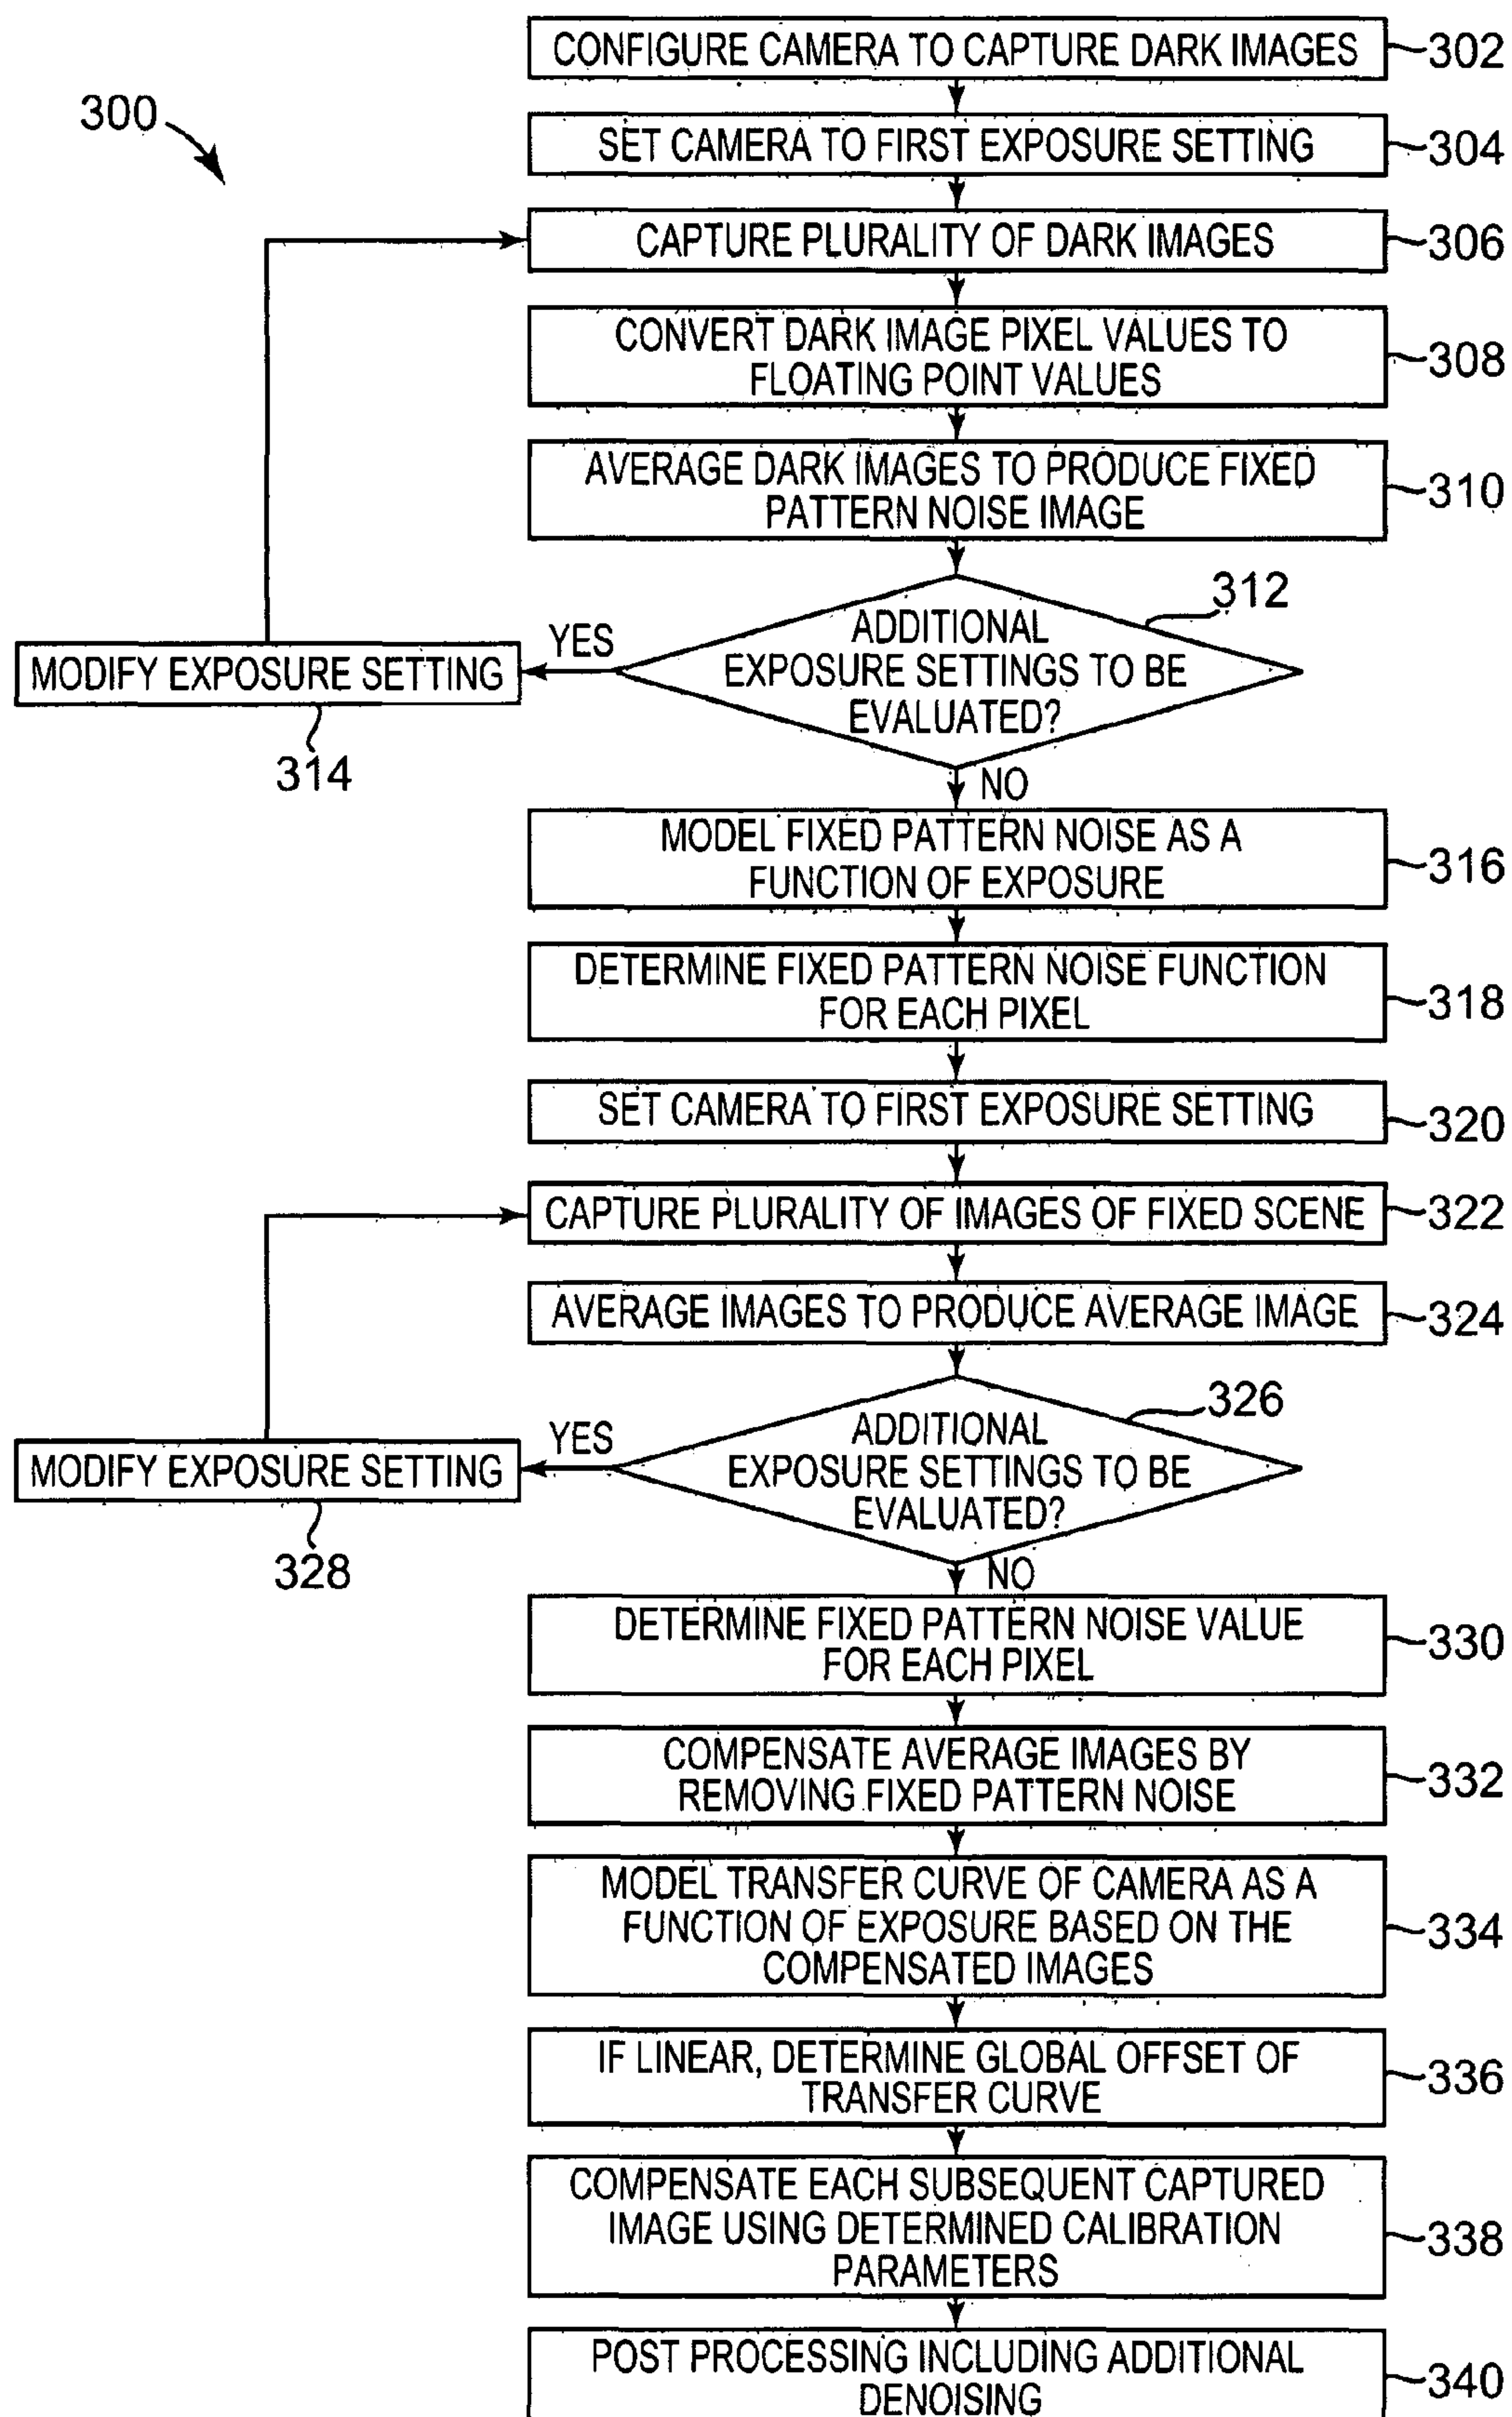 CONFIGURE CAMERA TO CAPTURE DARK IMAGES
302
300
SET CAMERA TO FIRST EXPOSURE SETTING
304
CAPTURE PLURALITY OF DARK IMAGES
306
CONVERT DARK IMAGE PIXEL VALUES TO
FLOATING POINT VALUES
308
AVERAGE DARK IMAGES TO PRODUCE FIXED
PATTERN NOISE IMAGE
310
312
ADDITIONAL
EXPOSURE SETTINGS TO BE
EVALUATED?
YES
MODIFY EXPOSURE SETTING
314
NO
MODEL FIXED PATTERN NOISE AS A
FUNCTION OF EXPOSURE
316
DETERMINE FIXED PATTERN NOISE FUNCTION
FOR EACH PIXEL
318
SET CAMERA TO FIRST EXPOSURE SETTING
320
CAPTURE PLURALITY OF IMAGES OF FIXED SCENE
322
AVERAGE IMAGES TO PRODUCE AVERAGE IMAGE
324
326
ADDITIONAL
EXPOSURE SETTINGS TO BE
EVALUATED?
YES
MODIFY EXPOSURE SETTING
328
NO
DETERMINE FIXED PATTERN NOISE VALUE
FOR EACH PIXEL
330
COMPENSATE AVERAGE IMAGES BY
REMOVING FIXED PATTERN NOISE
332
MODEL TRANSFER CURVE OF CAMERA AS A
FUNCTION OF EXPOSURE BASED ON THE
COMPENSATED IMAGES
334
IF LINEAR, DETERMINE GLOBAL OFFSET OF
TRANSFER CURVE
336
COMPENSATE EACH SUBSEQUENT CAPTURED
IMAGE USING DETERMINED CALIBRATION
PARAMETERS
338
POST PROCESSING INCLUDING ADDITIONAL
DENOISING
340